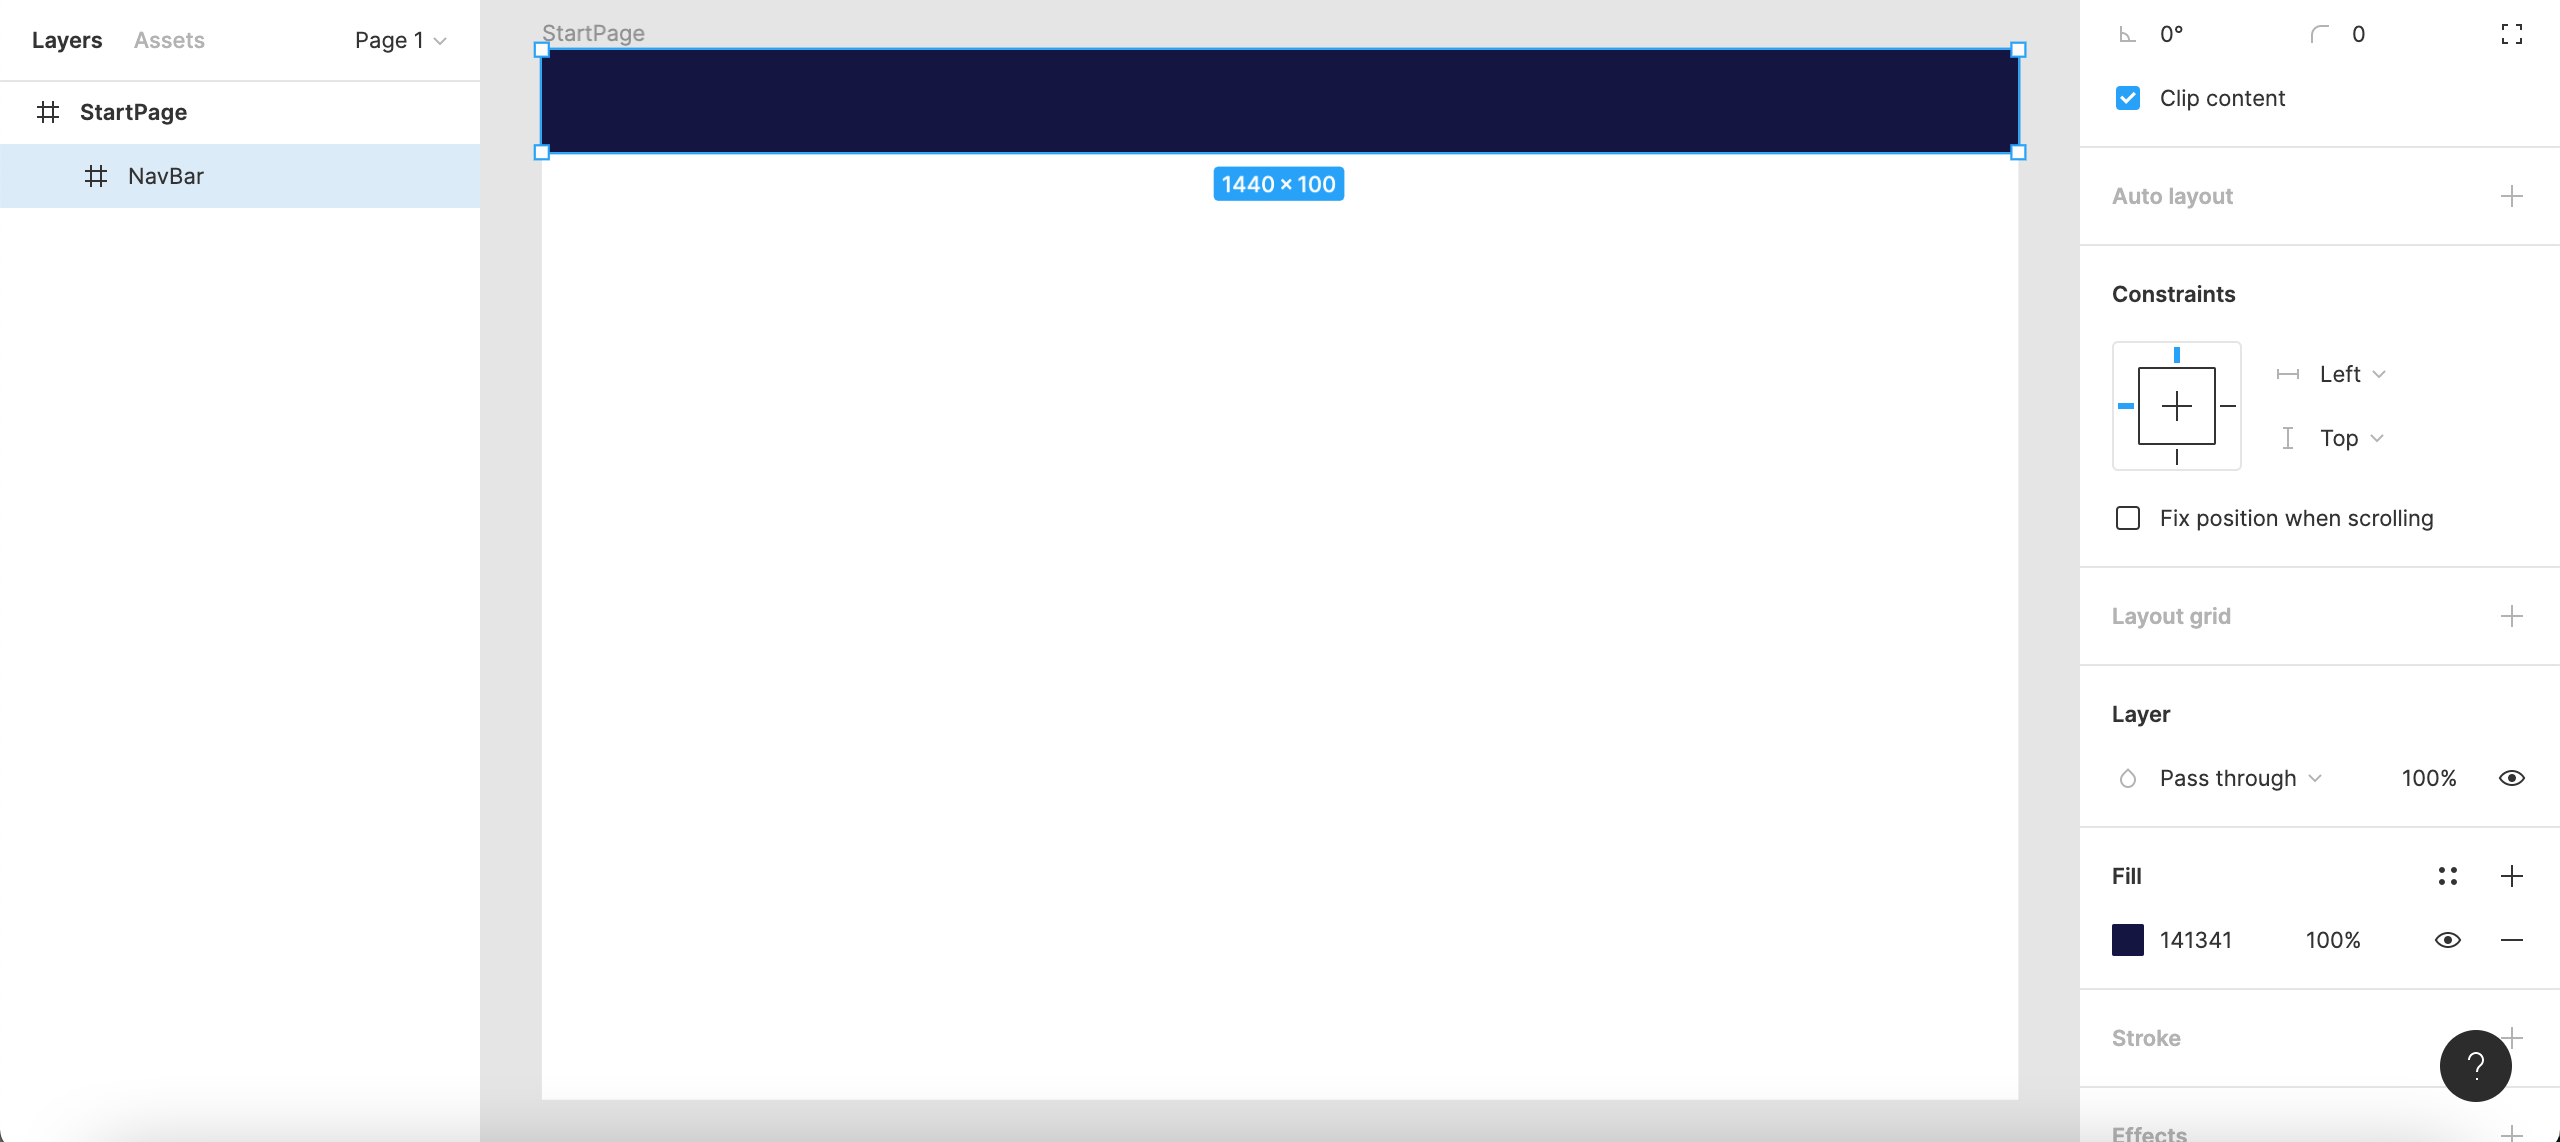 Layers Assets Page 1
StartPage
NavBar
StartPage
1440 × 100
0° 0
Clip content
Auto layout
Constraints
Left
Top
Fix position when scrolling
Layout grid
Layer
Pass through 100%
Fill
141341 100%
Stroke
?
Effects